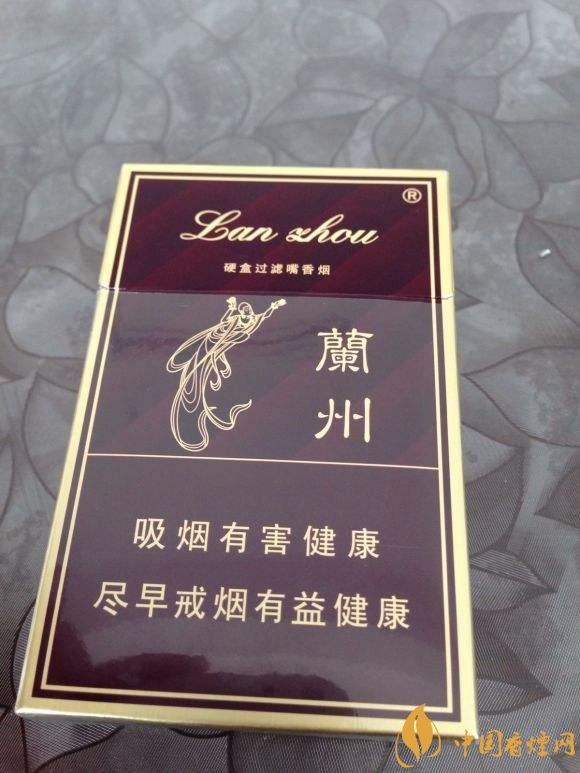 ®
Lan zhou
硬盒过滤嘴香烟
蘭
州
吸烟有害健康
尽早戒烟有益健康
中国香烟网